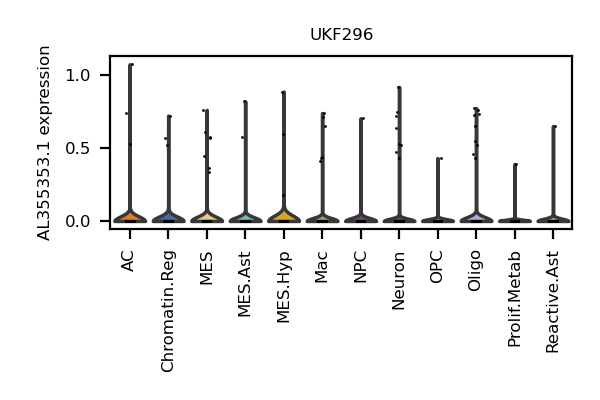 UKF296
AL355353.1 expression
1.0
0.5
0.0
AC
Chromatin.Reg
MES
MES.Ast
MES.Hyp
Mac
NPC
Neuron
OPC
Oligo
Prolif.Metab
Reactive.Ast